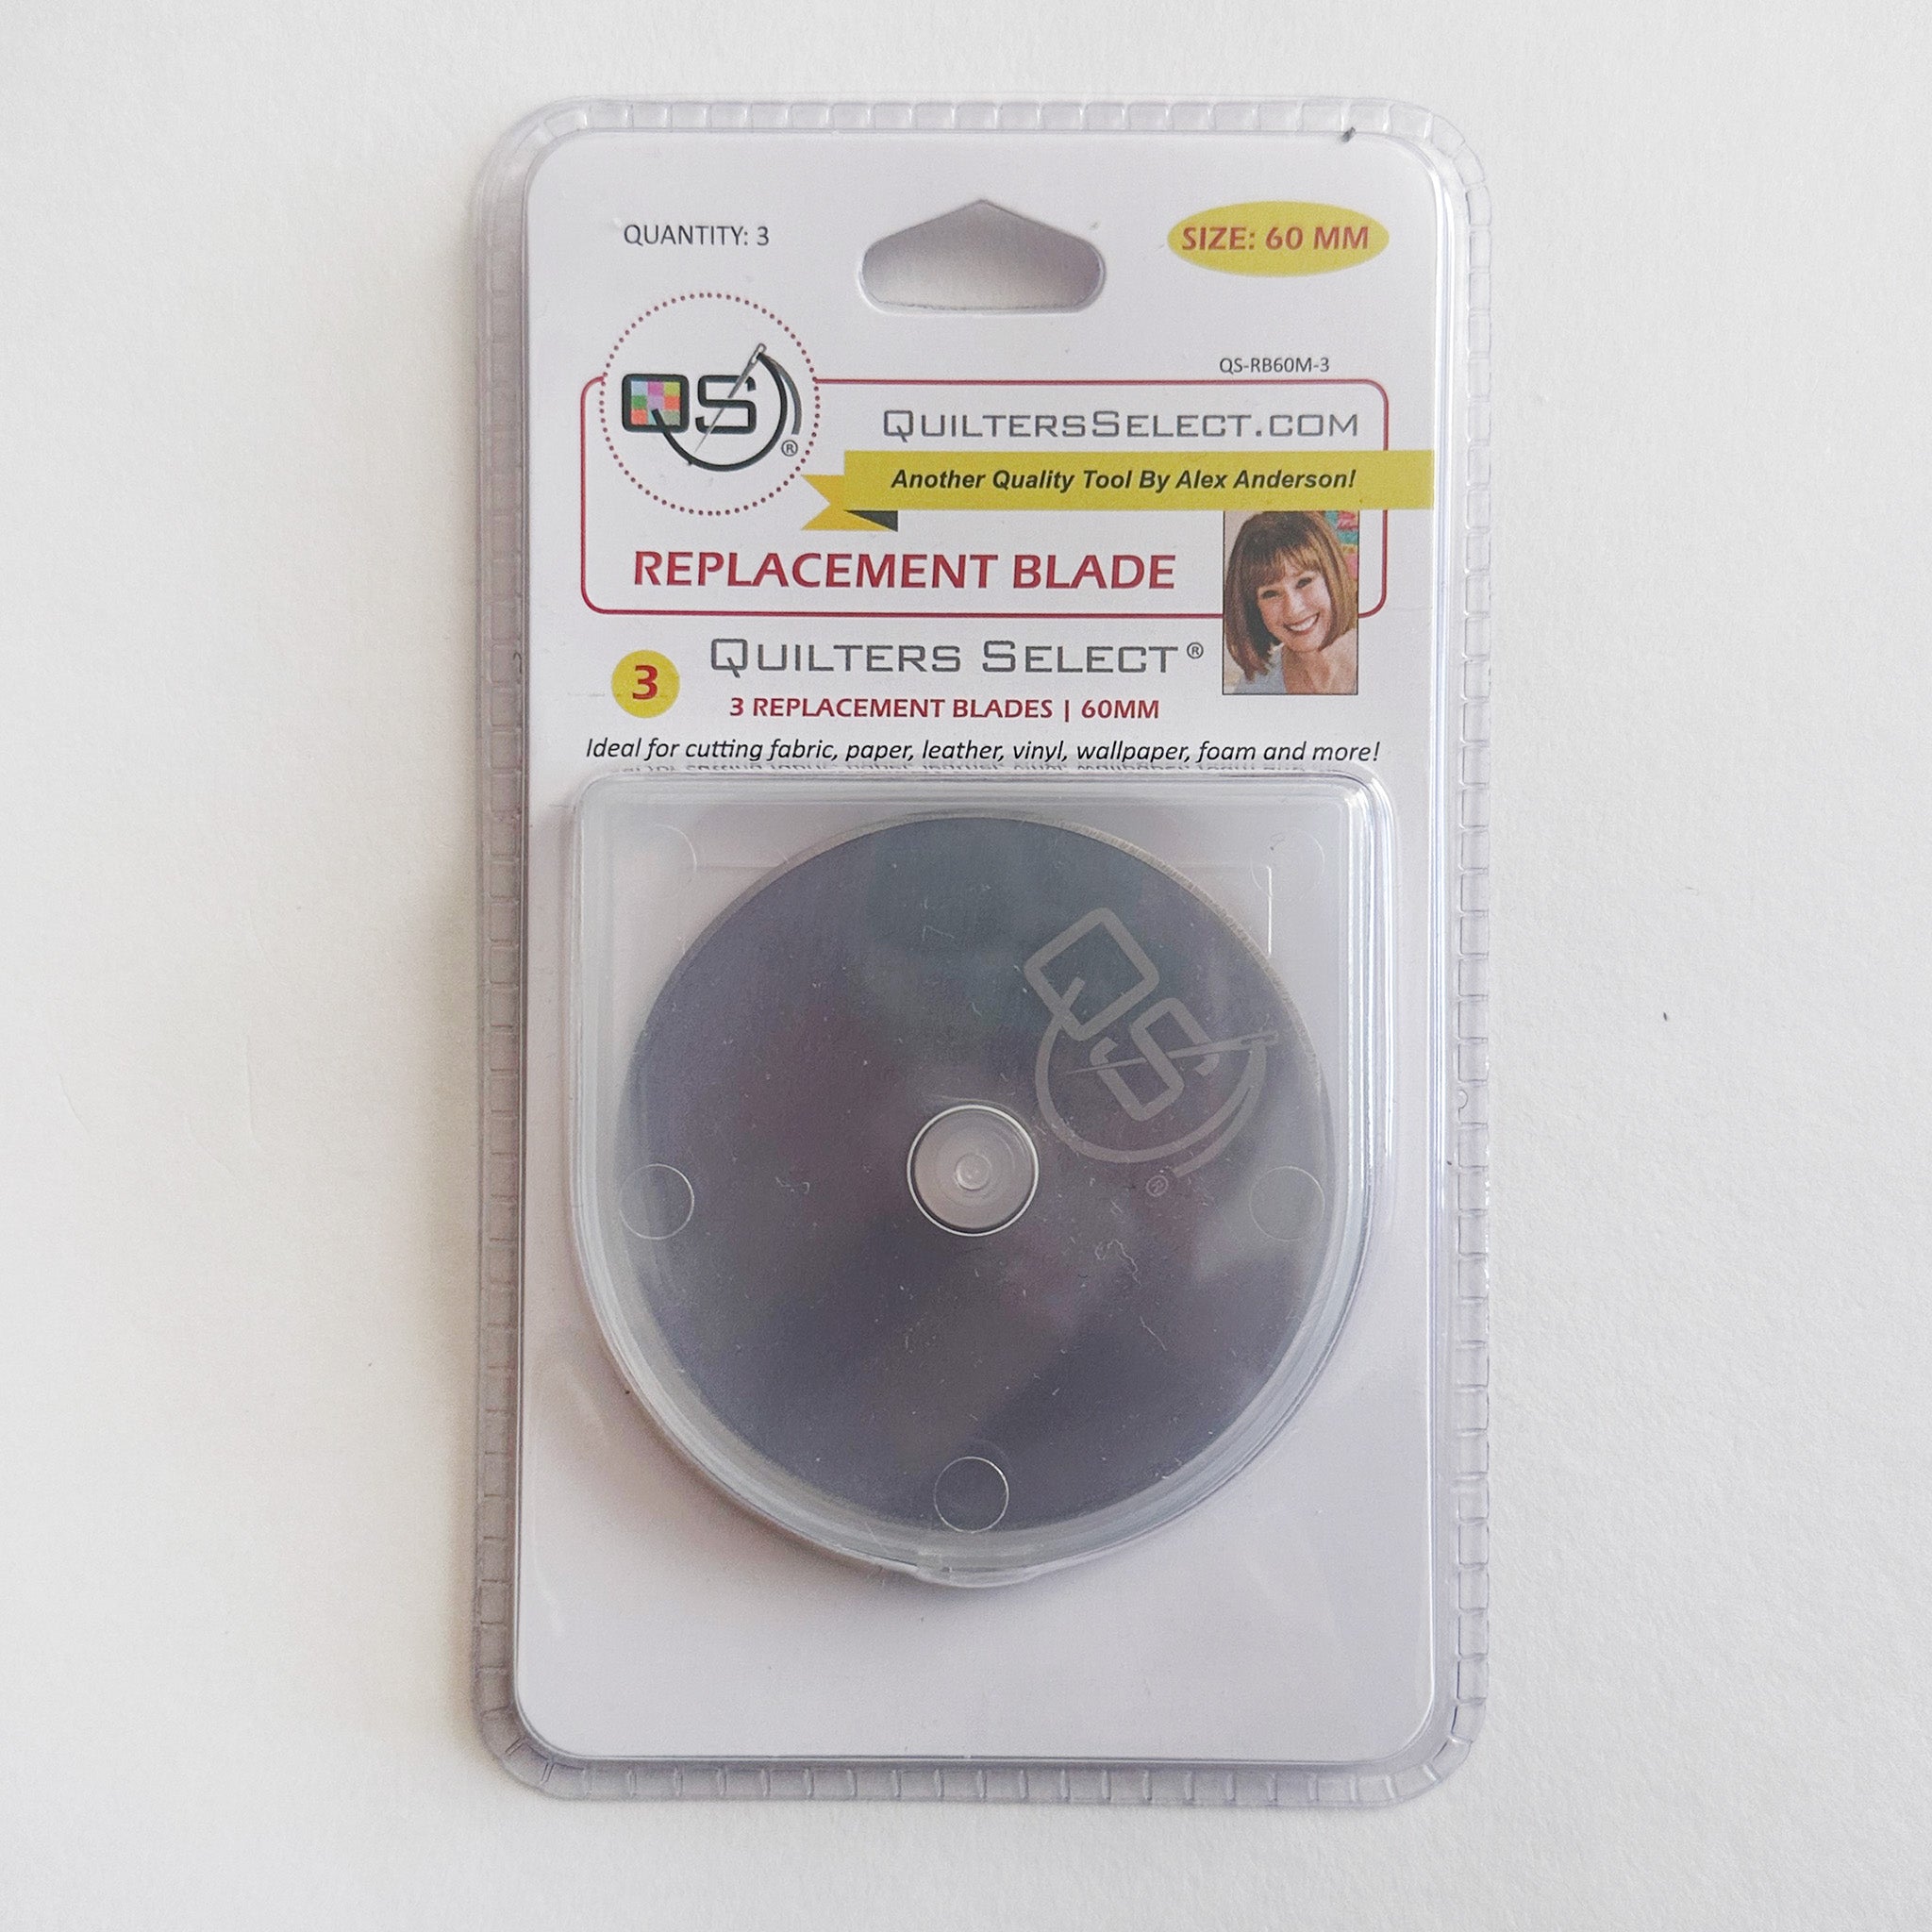 QUANTITY: 3
SIZE: 60 MM
QS-RB60M-3
QS®
QUILTERSSELECT.COM
Another Quality Tool By Alex Anderson!
REPLACEMENT BLADE
QUILTERS SELECT®
3
3 REPLACEMENT BLADES | 60MM
Ideal for cutting fabric, paper, leather, vinyl, wallpaper, foam and more!
QS
®